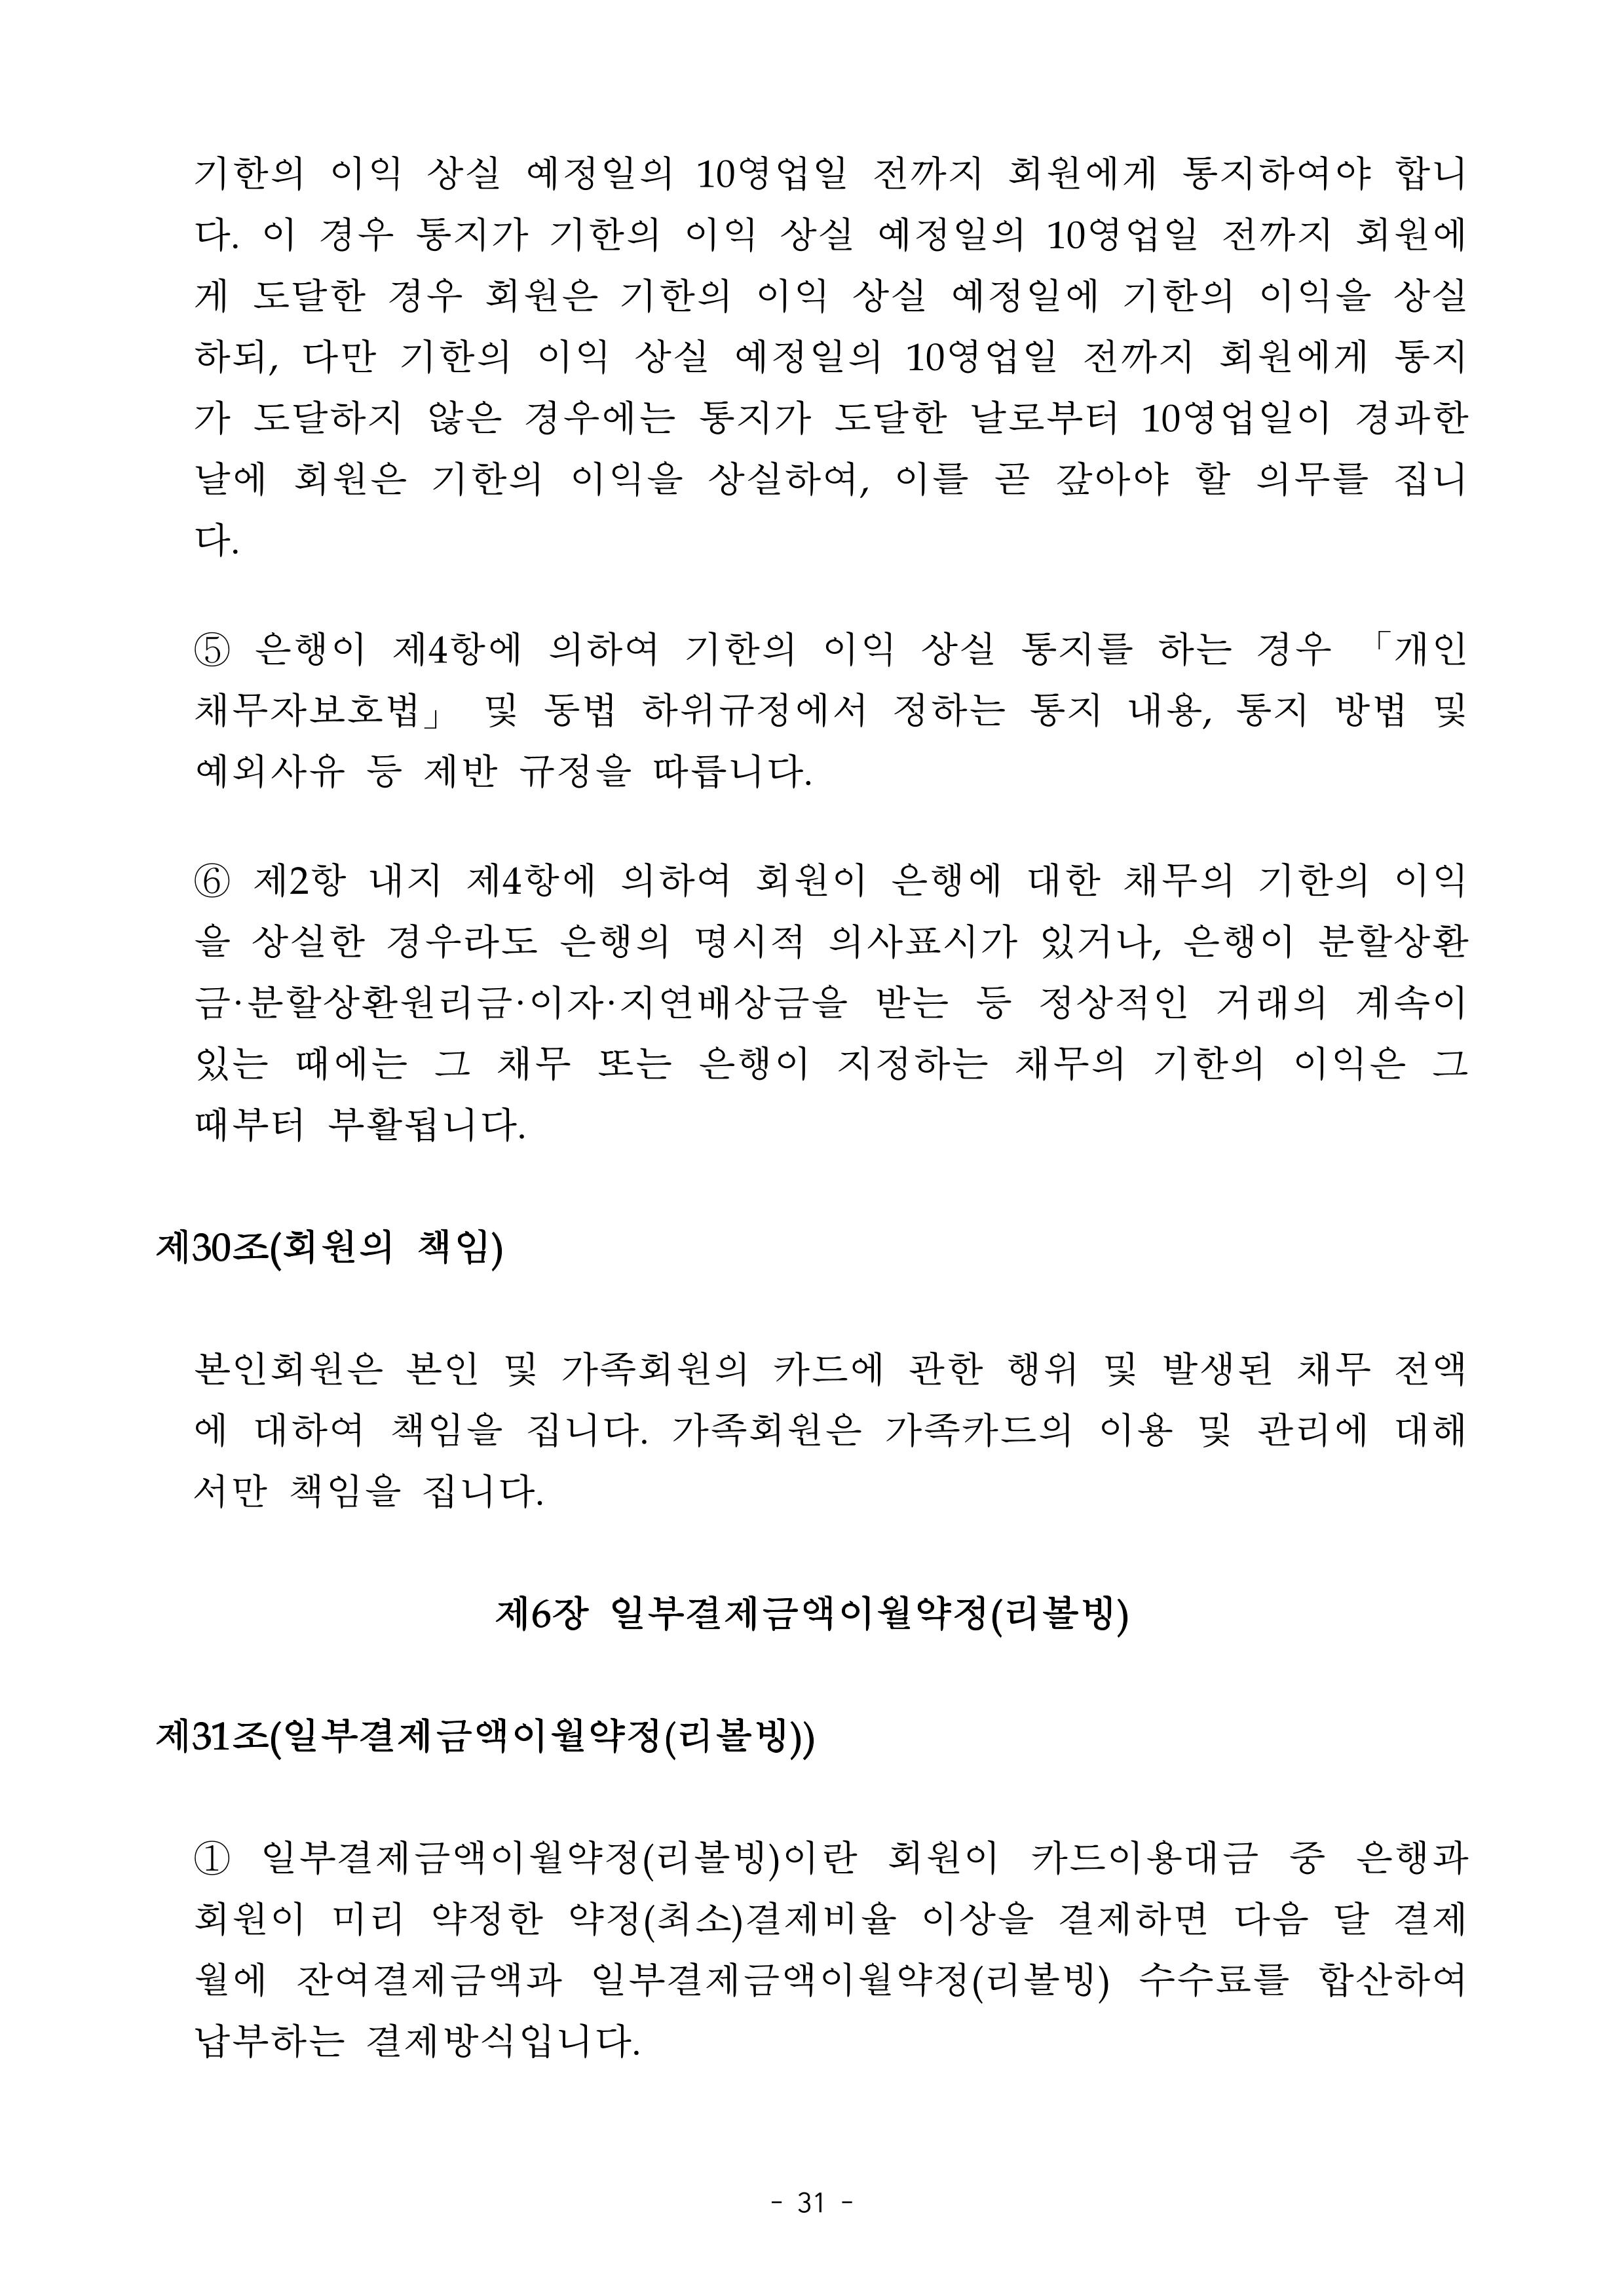 기한의 이익 상실 예정일의 10영업일 전까지 회원에게 통지하여야 합니
다. 이 경우 통지가 기한의 이익 상실 예정일의 10영업일 전까지 회원에
게 도달한 경우 회원은 기한의 이익 상실 예정일에 기한의 이익을 상실
하되, 다만 기한의 이익 상실 예정일의 10영업일 전까지 회원에게 통지
가 도달하지 않은 경우에는 통지가 도달한 날로부터 10영업일이 경과한
날에 회원은 기한의 이익을 상실하여, 이를 곧 갚아야 할 의무를 집니
다.
⑤ 은행이 제4항에 의하여 기한의 이익 상실 통지를 하는 경우 「개인
채무자보호법」 및 동법 하위규정에서 정하는 통지 내용, 통지 방법 및
예외사유 등 제반 규정을 따릅니다.
⑥ 제2항 내지 제4항에 의하여 회원이 은행에 대한 채무의 기한의 이익
을 상실한 경우라도 은행의 명시적 의사표시가 있거나, 은행이 분할상환
금·분할상환원리금·이자·지연배상금을 받는 등 정상적인 거래의 계속이
있는 때에는 그 채무 또는 은행이 지정하는 채무의 기한의 이익은 그
때부터 부활됩니다.
제30조(회원의 책임)
본인회원은 본인 및 가족회원의 카드에 관한 행위 및 발생된 채무 전액
에 대하여 책임을 집니다. 가족회원은 가족카드의 이용 및 관리에 대해
서만 책임을 집니다.
제6장 일부결제금액이월약정(리볼빙)
제31조(일부결제금액이월약정(리볼빙))
① 일부결제금액이월약정(리볼빙)이란 회원이 카드이용대금 중 은행과
회원이 미리 약정한 약정(최소)결제비율 이상을 결제하면 다음 달 결제
월에 잔여결제금액과 일부결제금액이월약정(리볼빙) 수수료를 합산하여
납부하는 결제방식입니다.
- 31 -